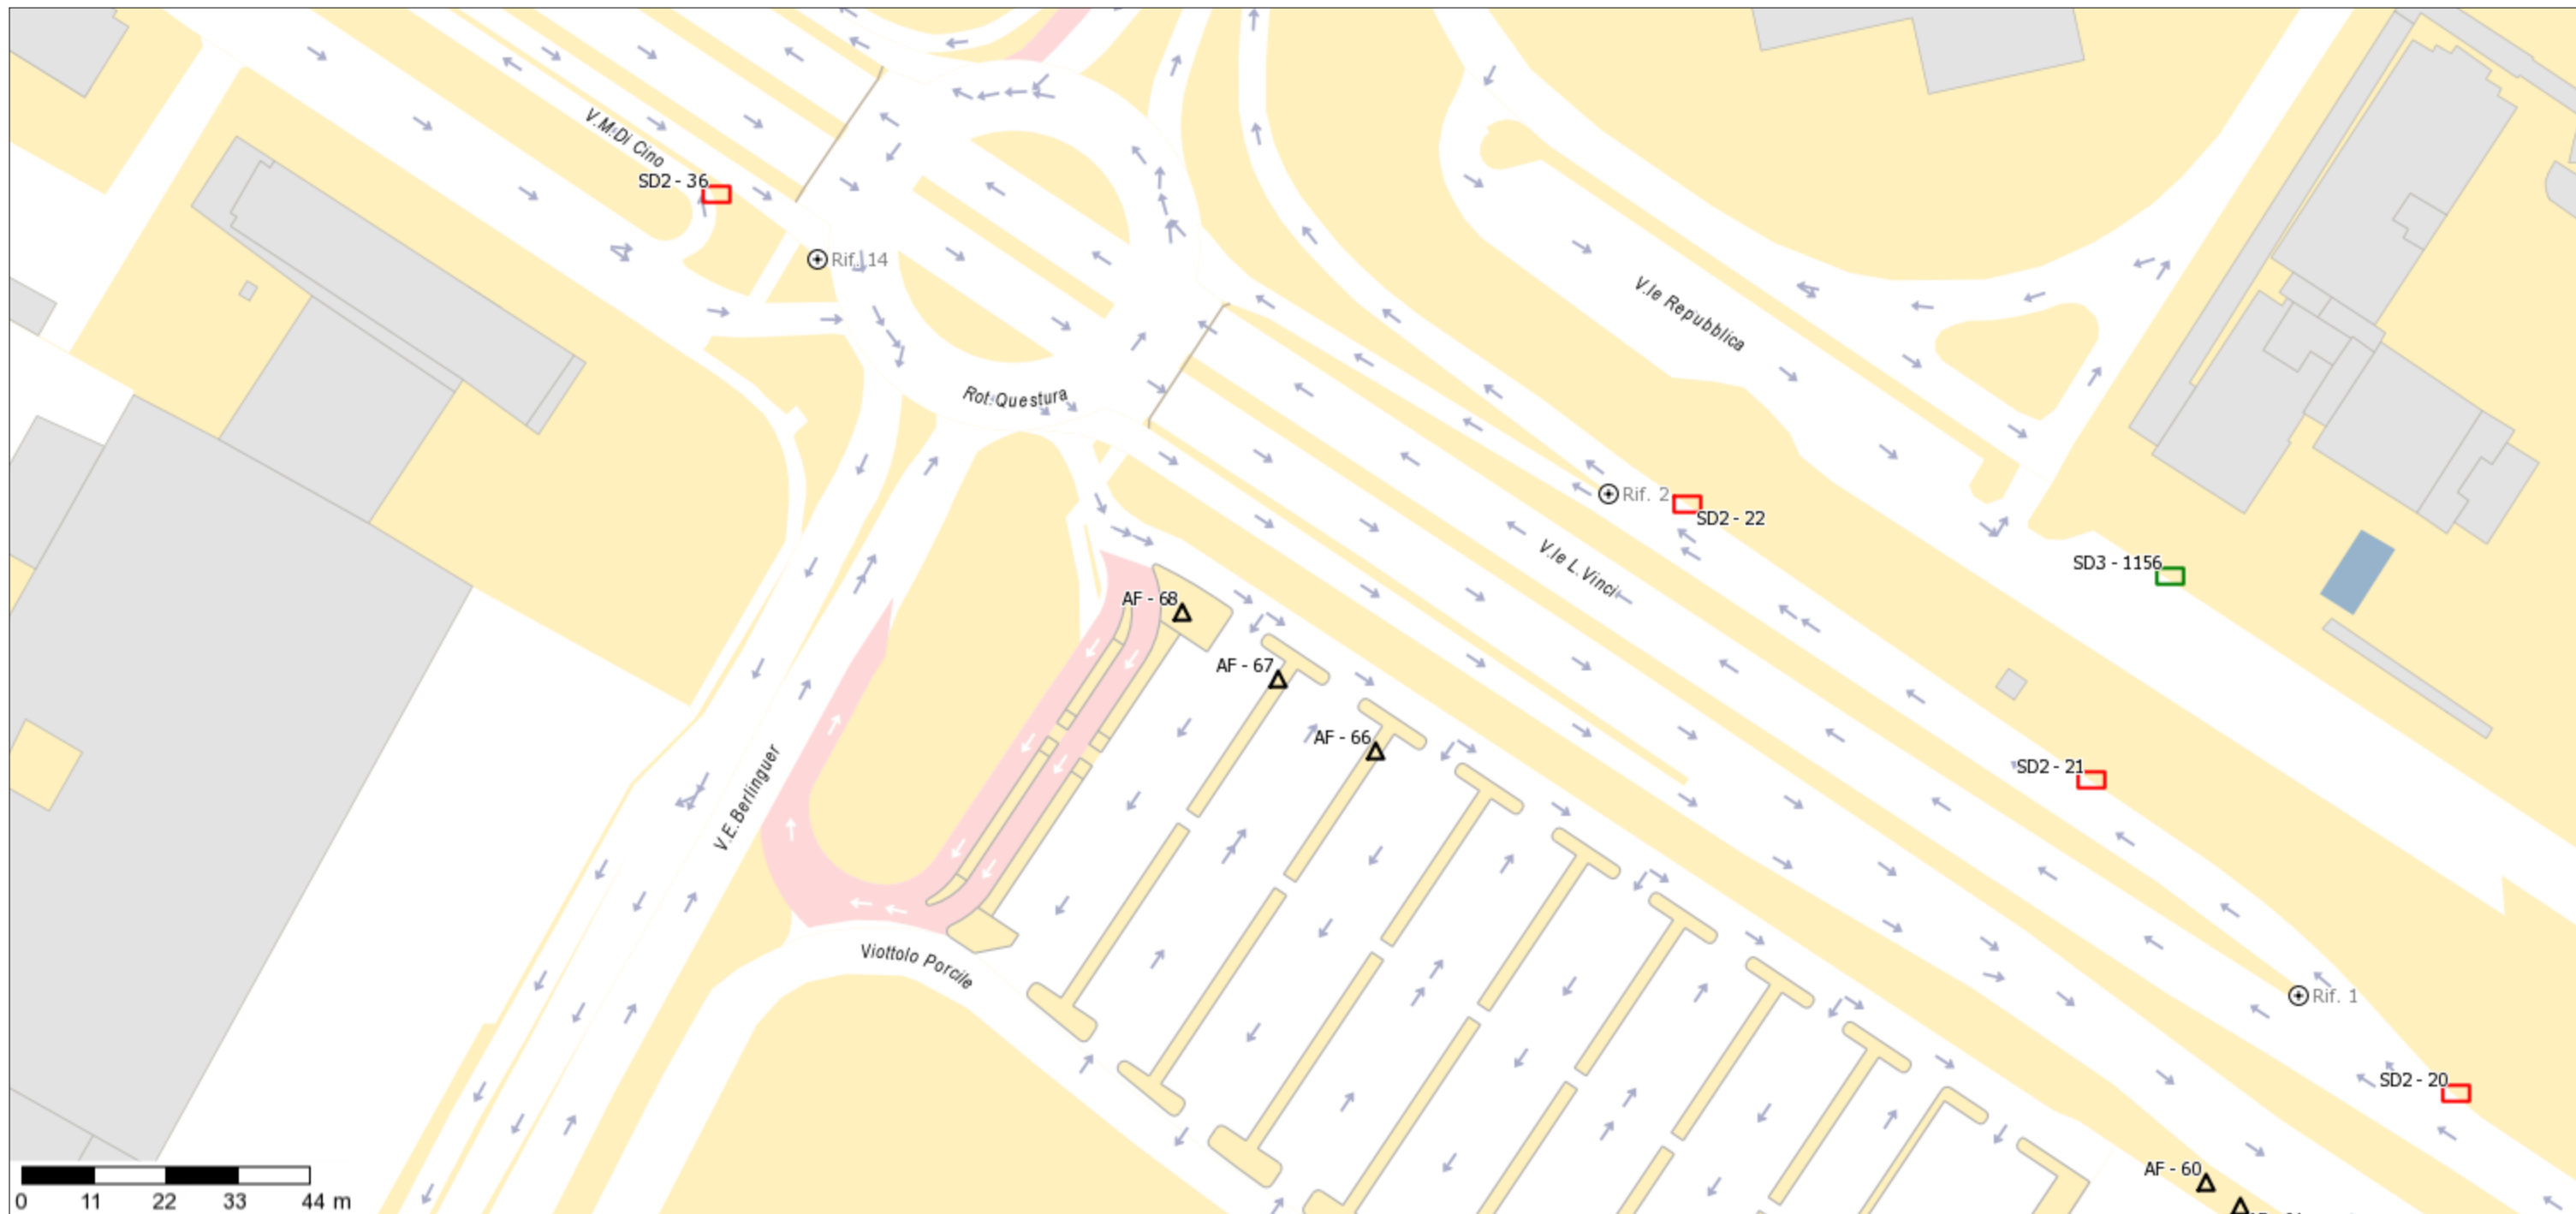 V.M.Di Cino
SD2 - 36
Rif. 14
V.le Repubblica
Rot.Questura
Rif. 2
SD2 - 22
V.le L.Vinci
SD3 - 1156
AF - 68
AF - 67
AF - 66
SD2 - 21
V.E.Berlinguer
Viottolo Porcile
Rif. 1
SD2 - 20
AF - 60
0 11 22 33 44 m